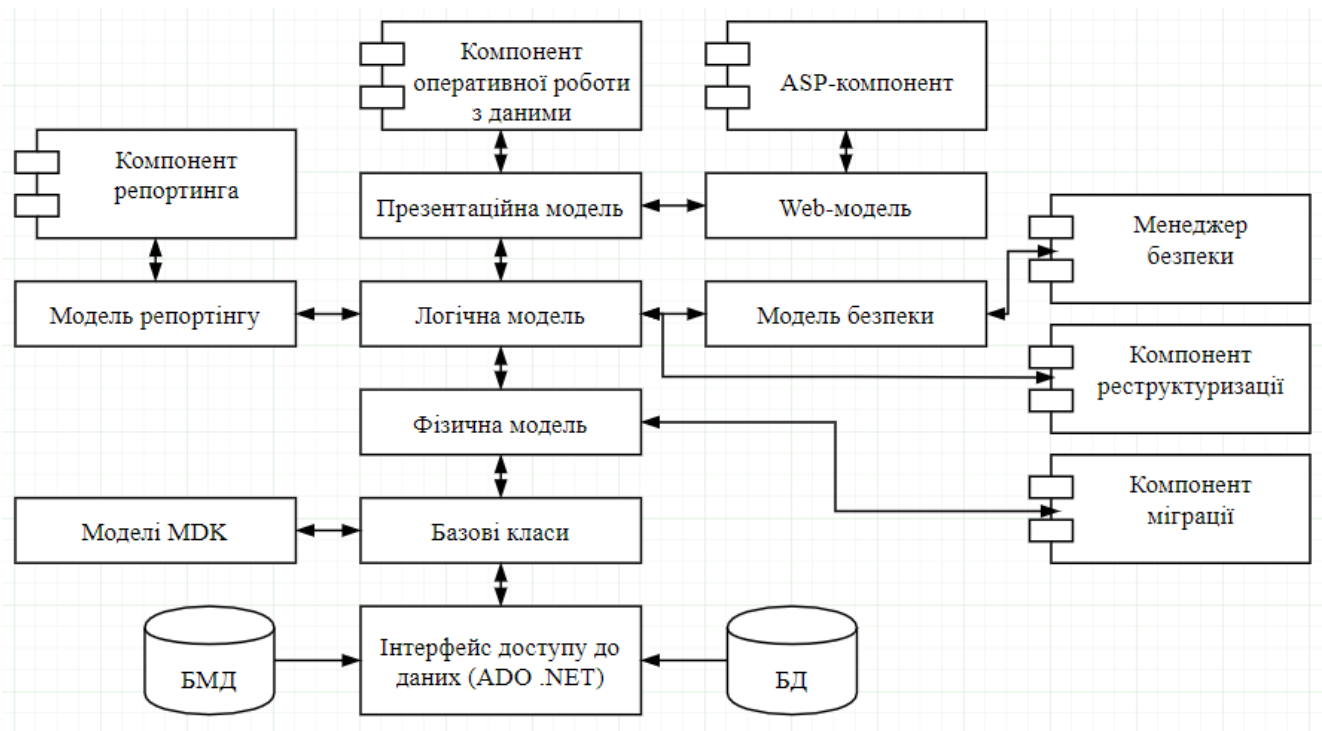 Компонент
оперативної роботи
з даними
ASP-компонент
Компонент
репортинга
Презентаційна модель
Web-модель
Менеджер
безпеки
Модель репортінгу
Логічна модель
Модель безпеки
Компонент
реструктуризації
Фізична модель
Компонент
міграції
Моделі MDK
Базові класи
Інтерфейс доступу до
даних (ADO .NET)
БМД
БД